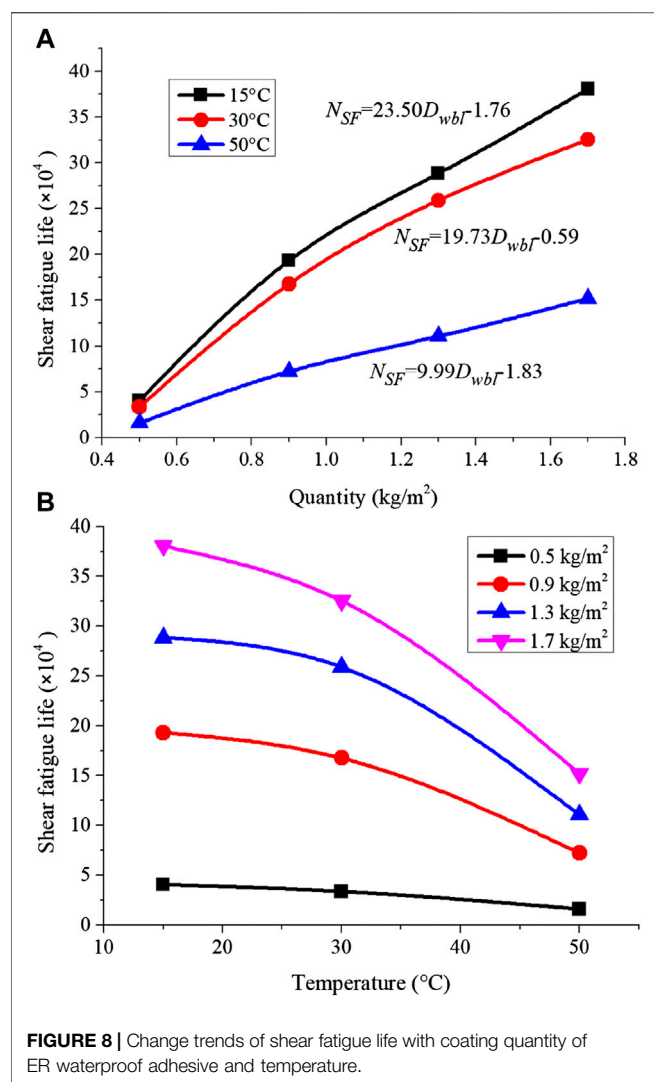 A
40
35
30
25
20
15
10
5
0
Shear fatigue life (×10⁴)
15°C
30°C
50°C
N_SF=23.50D_wbl-1.76
N_SF=19.73D_wbl-0.59
N_SF=9.99D_wbl-1.83
0.4 0.6 0.8 1.0 1.2 1.4 1.6 1.8
Quantity (kg/m²)
B
40
35
30
25
20
15
10
5
0
Shear fatigue life (×10⁴)
0.5 kg/m²
0.9 kg/m²
1.3 kg/m²
1.7 kg/m²
10 20 30 40 50
Temperature (°C)
FIGURE 8 | Change trends of shear fatigue life with coating quantity of
ER waterproof adhesive and temperature.